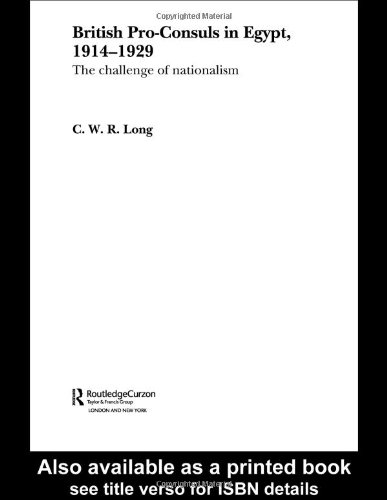 Copyrighted Material
British Pro-Consuls in Egypt,
1914–1929
The challenge of nationalism
C. W. R. Long
RoutledgeCurzon
Taylor & Francis Group
LONDON AND NEW YORK
Copyrighted Material
Also available as a printed book
see title verso for ISBN details